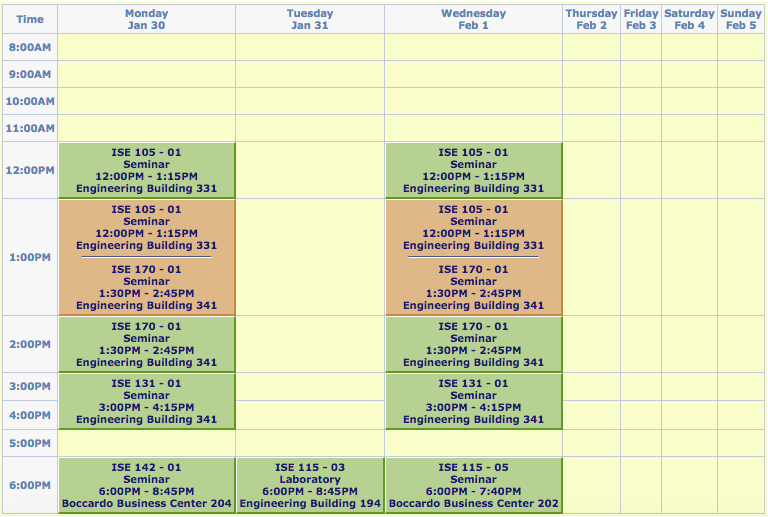 Time
Monday
Jan 30
Tuesday
Jan 31
Wednesday
Feb 1
Thursday
Feb 2
Friday
Feb 3
Saturday
Feb 4
Sunday
Feb 5
8:00AM
9:00AM
10:00AM
11:00AM
12:00PM
ISE 105 - 01
Seminar
12:00PM - 1:15PM
Engineering Building 331
ISE 105 - 01
Seminar
12:00PM - 1:15PM
Engineering Building 331
1:00PM
ISE 105 - 01
Seminar
12:00PM - 1:15PM
Engineering Building 331
ISE 170 - 01
Seminar
1:30PM - 2:45PM
Engineering Building 341
ISE 105 - 01
Seminar
12:00PM - 1:15PM
Engineering Building 331
ISE 170 - 01
Seminar
1:30PM - 2:45PM
Engineering Building 341
2:00PM
ISE 170 - 01
Seminar
1:30PM - 2:45PM
Engineering Building 341
ISE 170 - 01
Seminar
1:30PM - 2:45PM
Engineering Building 341
3:00PM
ISE 131 - 01
Seminar
3:00PM - 4:15PM
Engineering Building 341
ISE 131 - 01
Seminar
3:00PM - 4:15PM
Engineering Building 341
4:00PM
5:00PM
6:00PM
ISE 142 - 01
Seminar
6:00PM - 8:45PM
Boccardo Business Center 204
ISE 115 - 03
Laboratory
6:00PM - 8:45PM
Engineering Building 194
ISE 115 - 05
Seminar
6:00PM - 7:40PM
Boccardo Business Center 202